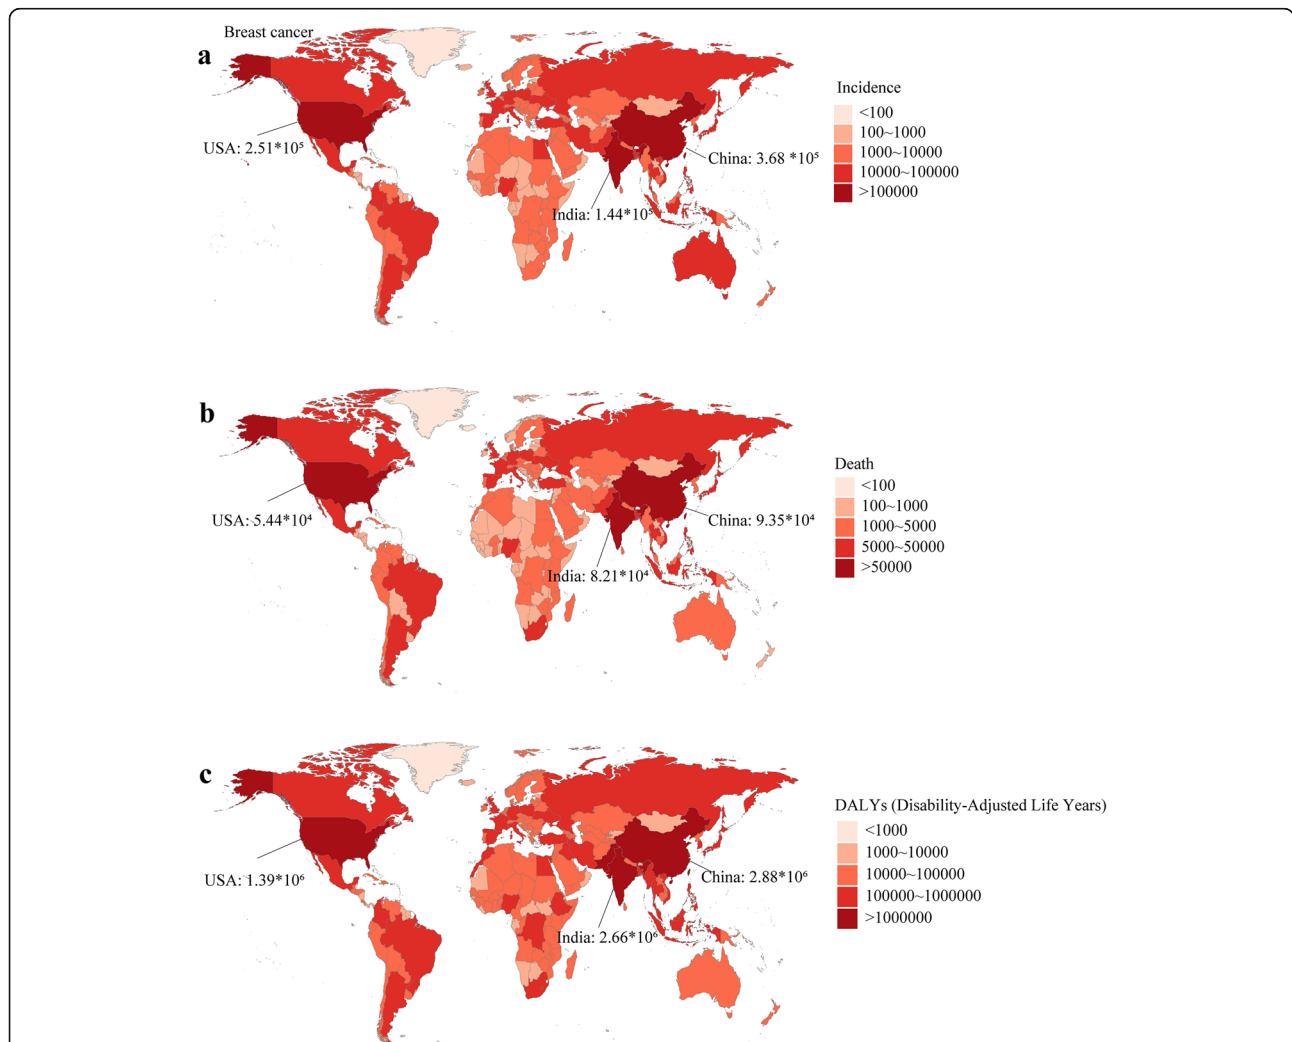 Breast cancer
a
Incidence
<100
100~1000
1000~10000
10000~100000
>100000
USA: 2.51*10⁵
China: 3.68 *10⁵
India: 1.44*10⁵
b
Death
<100
100~1000
1000~5000
5000~50000
>50000
USA: 5.44*10⁴
China: 9.35*10⁴
India: 8.21*10⁴
c
DALYs (Disability-Adjusted Life Years)
<1000
1000~10000
10000~100000
100000~1000000
>1000000
USA: 1.39*10⁶
China: 2.88*10⁶
India: 2.66*10⁶